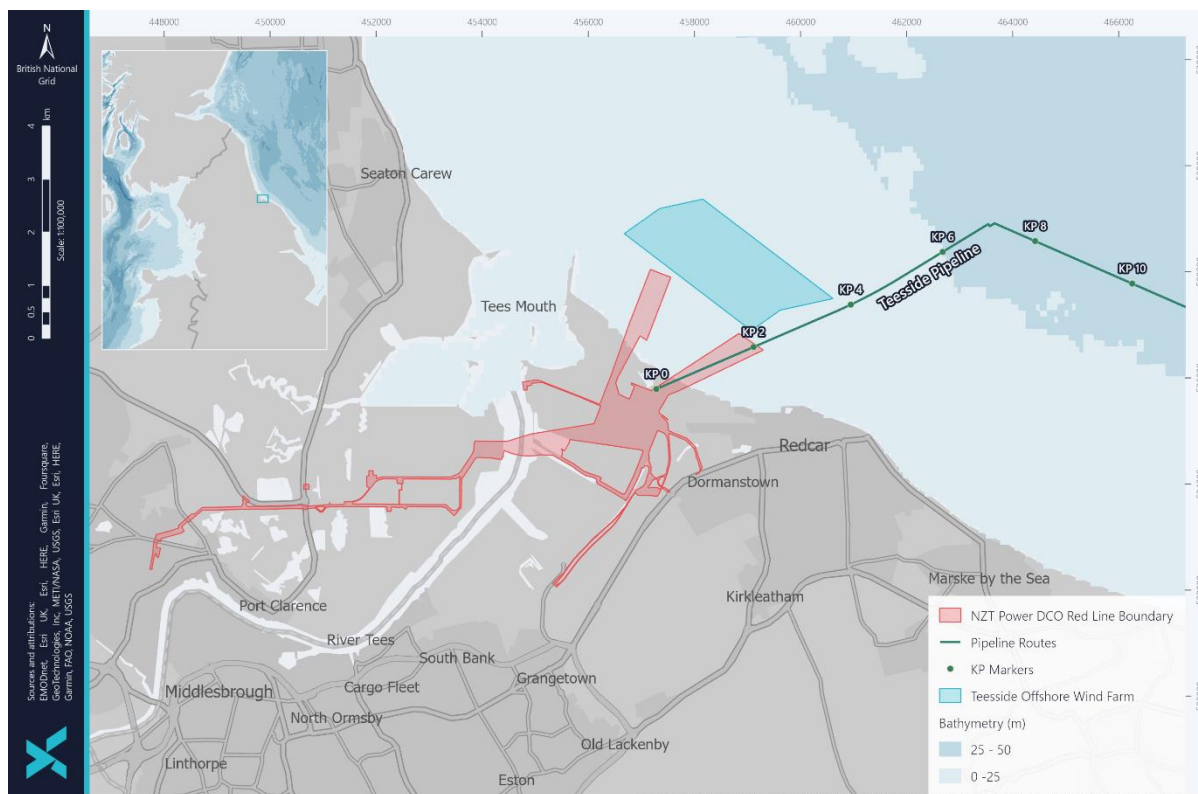 448000 450000 452000 454000 456000 458000 460000 462000 464000 466000
N
British National
Grid
km
4
3
2
1
0.5
0
Scale: 1:100,000
Seaton Carew
Tees Mouth
KP 0
KP 2
KP 4
KP 6
KP 8
KP 10
Teesside Pipeline
Redcar
Dormanstown
Marske by the Sea
Kirkleatham
Port Clarence
River Tees
South Bank
Grangetown
Middlesbrough
Cargo Fleet
North Ormsby
Old Lackenby
Linthorpe
Eston
NZT Power DCO Red Line Boundary
Pipeline Routes
KP Markers
Teesside Offshore Wind Farm
Bathymetry (m)
25 - 50
0 -25
Sources and attributions:
EMODnet, Esri UK, Esri, HERE, Garmin, Foursquare,
GeoTechnologies, Inc, METI/NASA, USGS, Esri UK, Esri, HERE,
Garmin, FAO, NOAA, USGS